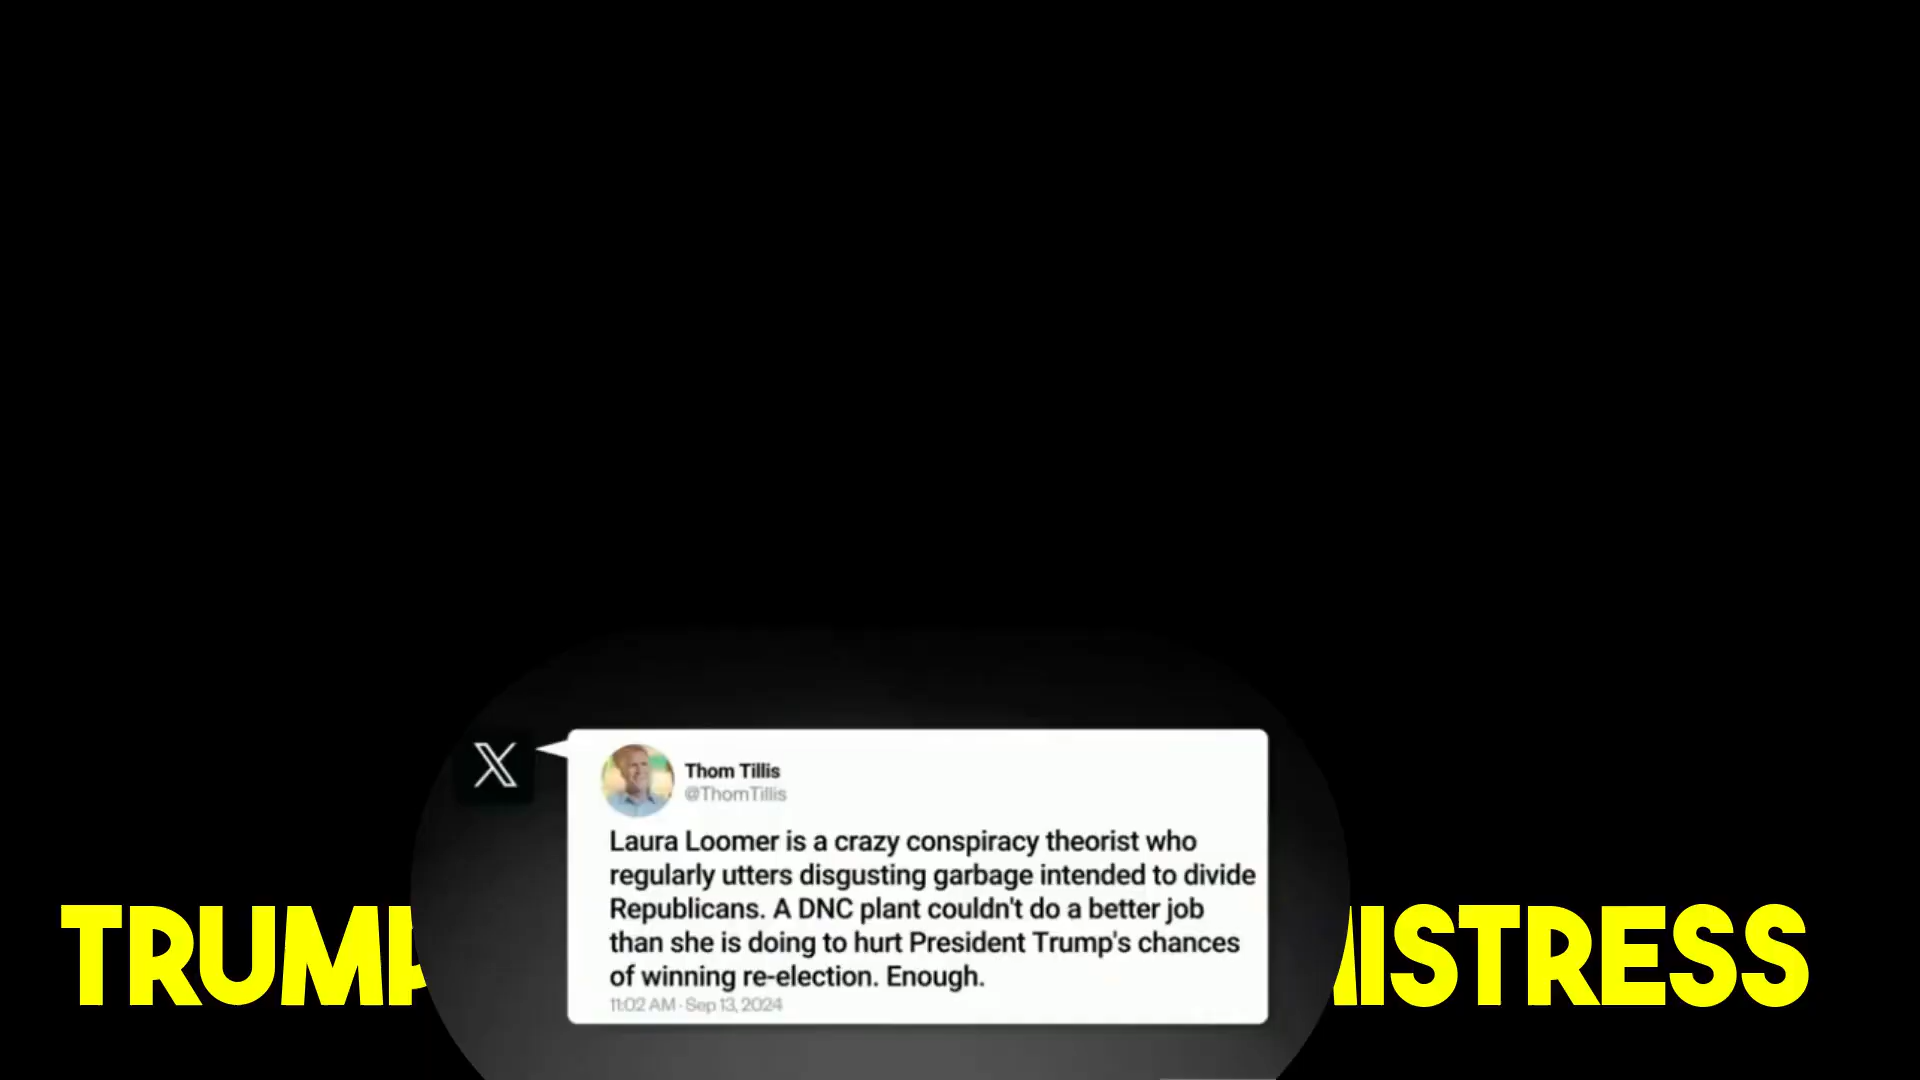 X
Thom Tillis
@ThomTillis
Laura Loomer is a crazy conspiracy theorist who
regularly utters disgusting garbage intended to divide
Republicans. A DNC plant couldn't do a better job
than she is doing to hurt President Trump's chances
of winning re-election. Enough.
11:02 AM · Sep 13, 2024
TRUMP MISTRESS